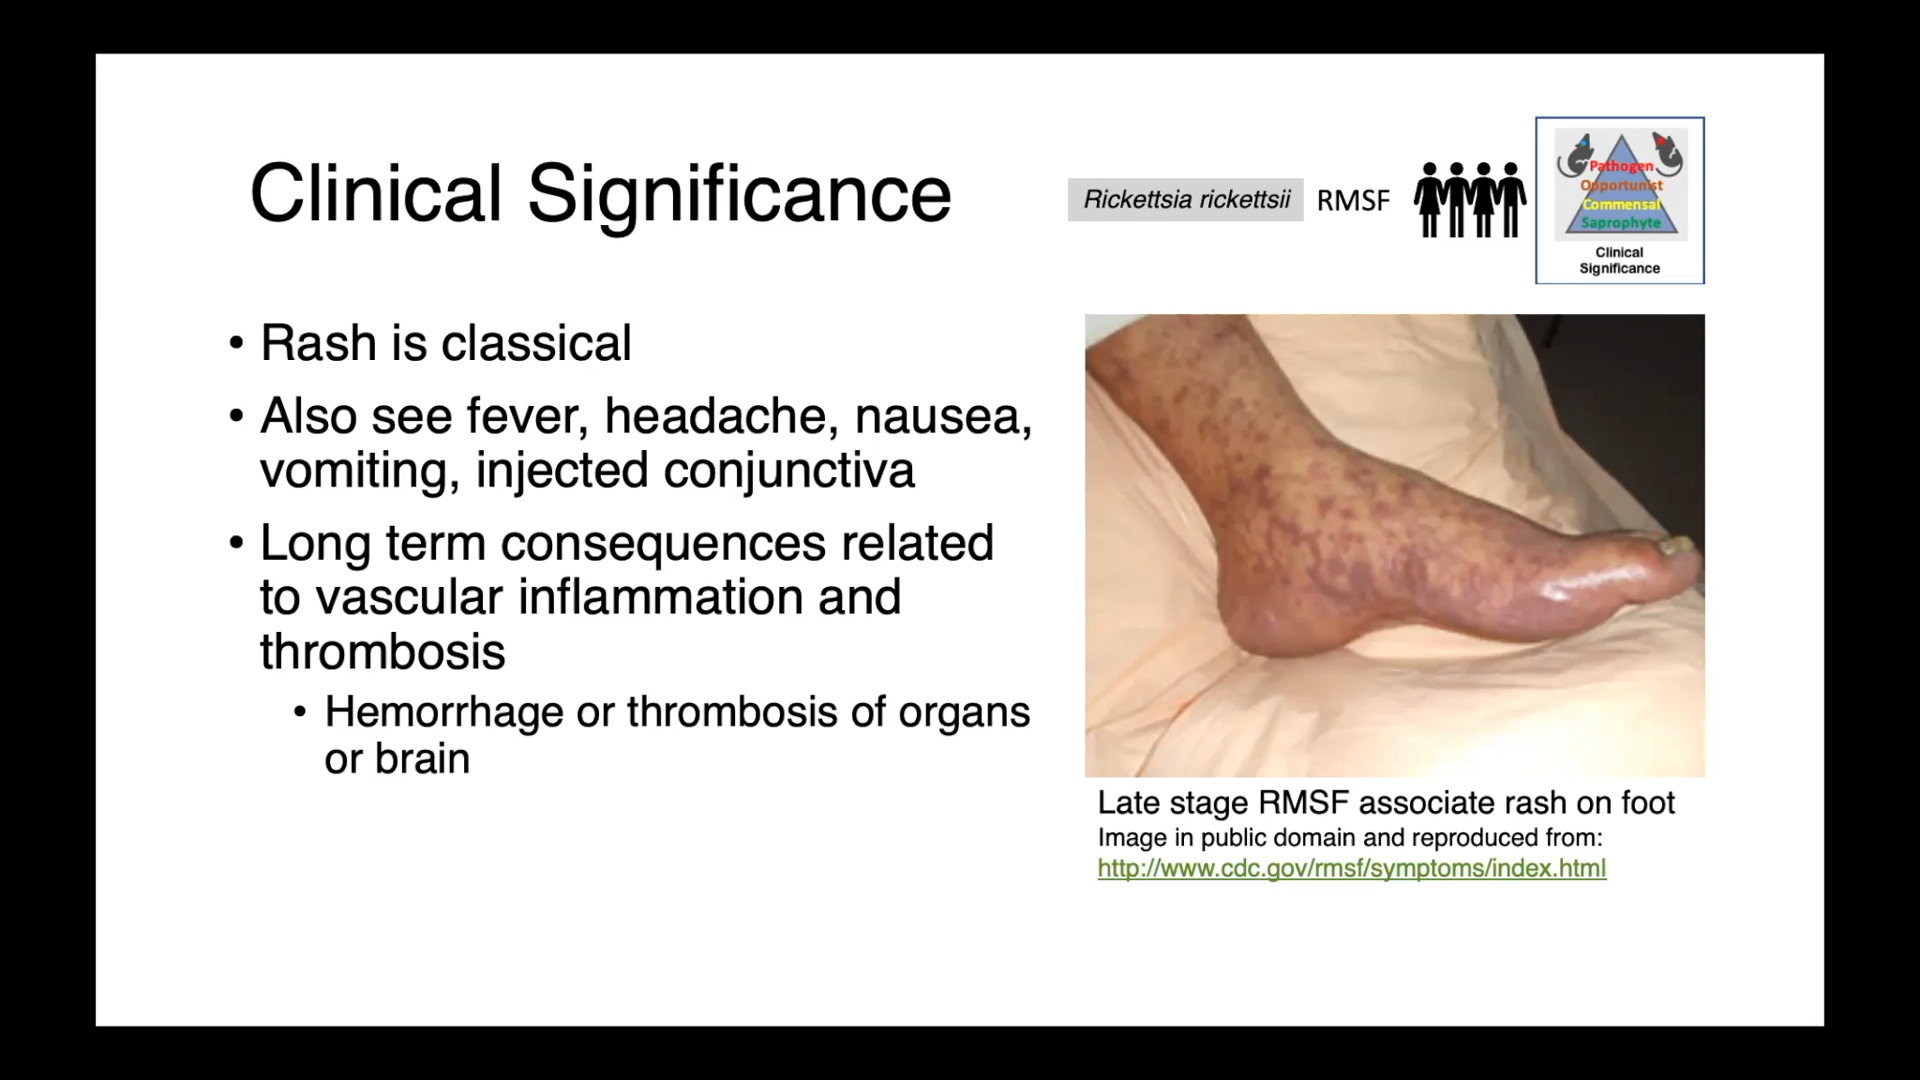 Clinical Significance
Rickettsia rickettsii
RMSF
Pathogen
Opportunist
Commensal
Saprophyte
Clinical
Significance
• Rash is classical
• Also see fever, headache, nausea,
vomiting, injected conjunctiva
• Long term consequences related
to vascular inflammation and
thrombosis
• Hemorrhage or thrombosis of organs
or brain
Late stage RMSF associate rash on foot
Image in public domain and reproduced from:
http://www.cdc.gov/rmsf/symptoms/index.html